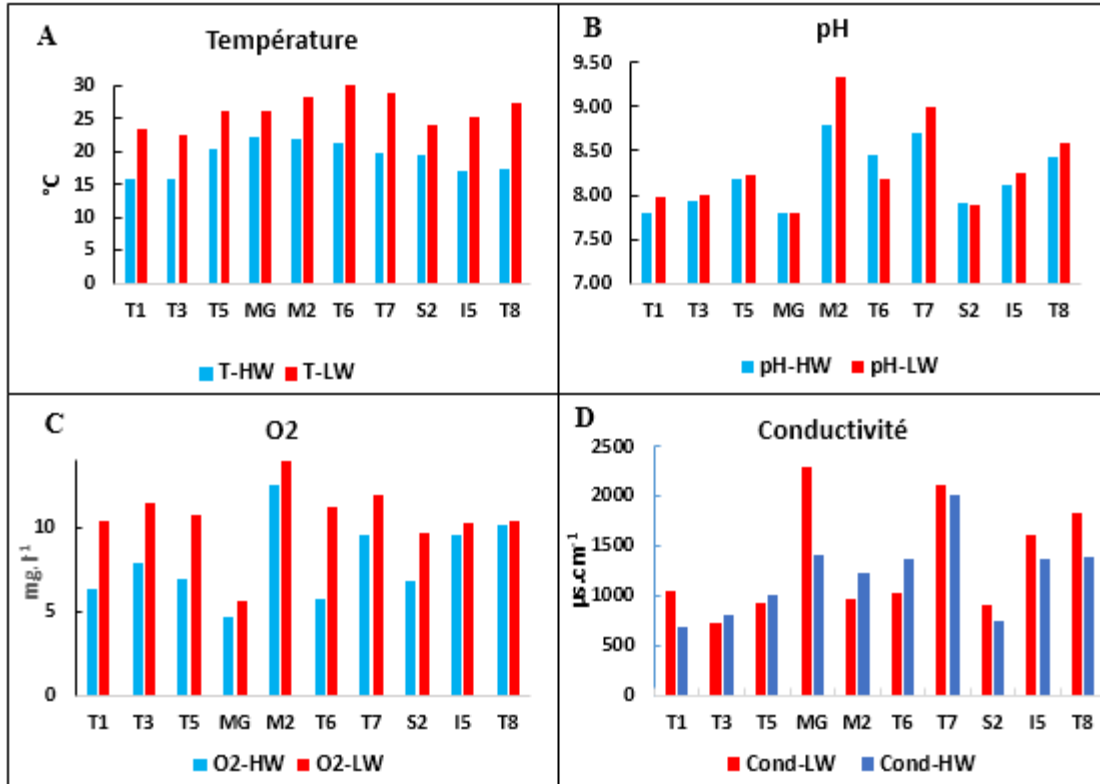 A
Température
30
25
20
15
10
5
0
°C
T1 T3 T5 MG M2 T6 T7 S2 I5 T8
T-HW T-LW
B
pH
9.50
9.00
8.50
8.00
7.50
7.00
T1 T3 T5 MG M2 T6 T7 S2 I5 T8
pH-HW pH-LW
C
O2
10
5
0
mg. l⁻¹
T1 T3 T5 MG M2 T6 T7 S2 I5 T8
O2-HW O2-LW
D
Conductivité
2500
2000
1500
1000
500
0
µs.cm⁻¹
T1 T3 T5 MG M2 T6 T7 S2 I5 T8
Cond-LW Cond-HW